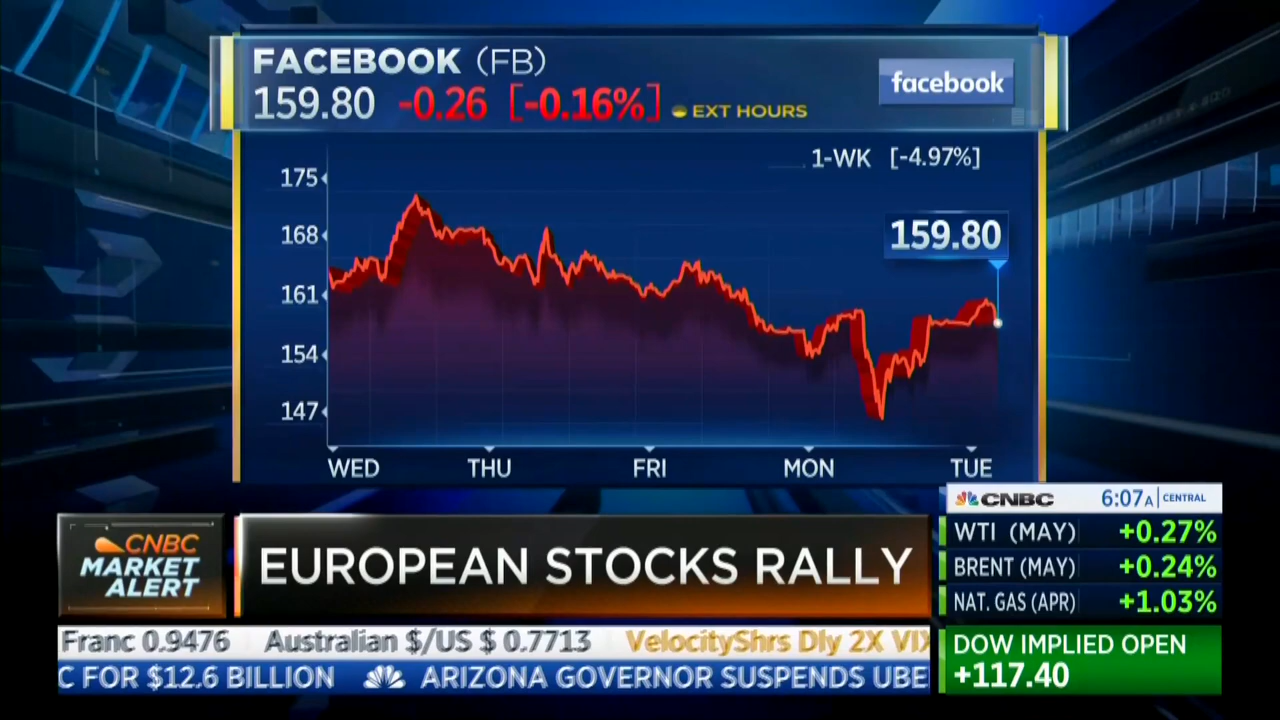 FACEBOOK (FB)
159.80 -0.26 [-0.16%] EXT HOURS
facebook
1-WK [-4.97%]
175
168
161
154
147
159.80
WED THU FRI MON TUE
CNBC 6:07A CENTRAL
WTI (MAY) +0.27%
BRENT (MAY) +0.24%
NAT. GAS (APR) +1.03%
DOW IMPLIED OPEN
+117.40
CNBC
MARKET
ALERT
EUROPEAN STOCKS RALLY
Franc 0.9476 Australian $/US $ 0.7713 VelocityShrs Dly 2X VIX
C FOR $12.6 BILLION ARIZONA GOVERNOR SUSPENDS UBE